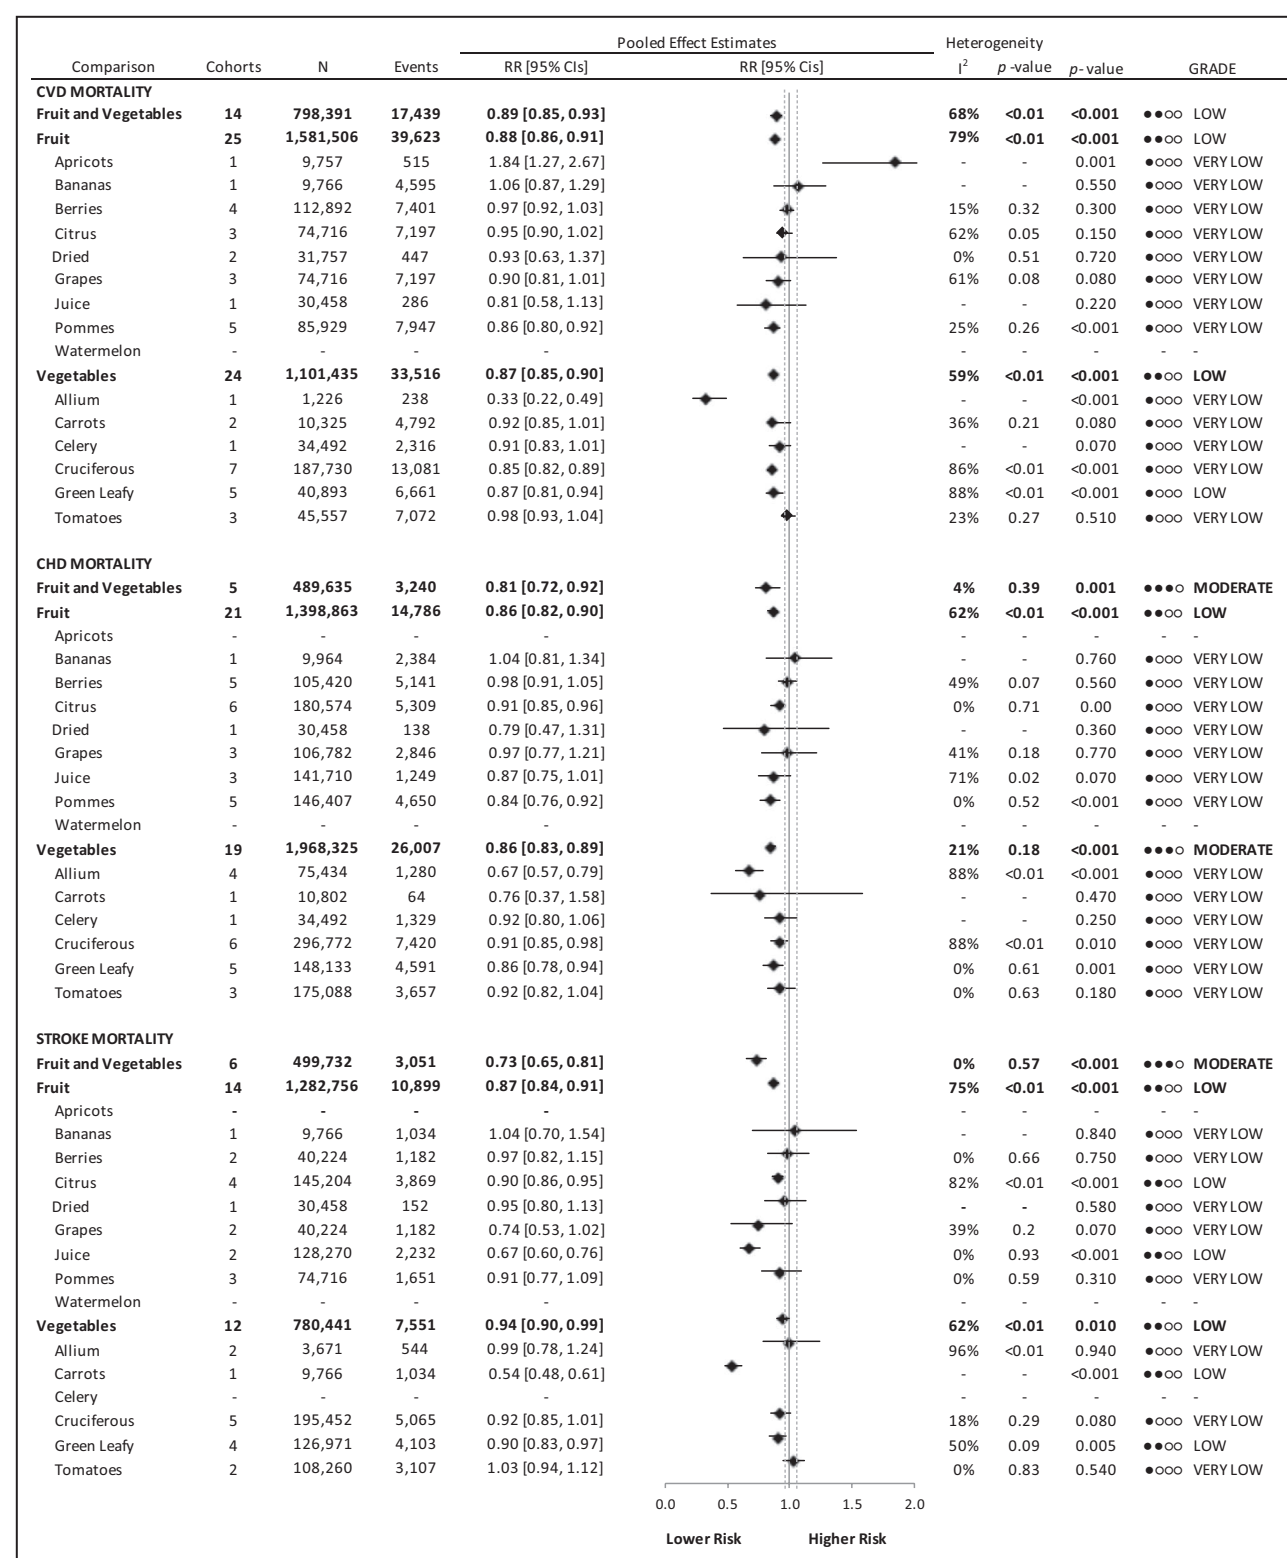 Pooled Effect Estimates Heterogeneity
Comparison Cohorts N Events RR [95% CIs] RR [95% Cis] I² p -value p- value GRADE
CVD MORTALITY
Fruit and Vegetables 14 798,391 17,439 0.89 [0.85, 0.93] 68% <0.01 <0.001 ●●○○ LOW
Fruit 25 1,581,506 39,623 0.88 [0.86, 0.91] 79% <0.01 <0.001 ●●○○ LOW
Apricots 1 9,757 515 1.84 [1.27, 2.67] - - 0.001 ●○○○ VERY LOW
Bananas 1 9,766 4,595 1.06 [0.87, 1.29] - - 0.550 ●○○○ VERY LOW
Berries 4 112,892 7,401 0.97 [0.92, 1.03] 15% 0.32 0.300 ●○○○ VERY LOW
Citrus 3 74,716 7,197 0.95 [0.90, 1.02] 62% 0.05 0.150 ●○○○ VERY LOW
Dried 2 31,757 447 0.93 [0.63, 1.37] 0% 0.51 0.720 ●○○○ VERY LOW
Grapes 3 74,716 7,197 0.90 [0.81, 1.01] 61% 0.08 0.080 ●○○○ VERY LOW
Juice 1 30,458 286 0.81 [0.58, 1.13] - - 0.220 ●○○○ VERY LOW
Pommes 5 85,929 7,947 0.86 [0.80, 0.92] 25% 0.26 <0.001 ●○○○ VERY LOW
Watermelon - - - - - - - - -
Vegetables 24 1,101,435 33,516 0.87 [0.85, 0.90] 59% <0.01 <0.001 ●●○○ LOW
Allium 1 1,226 238 0.33 [0.22, 0.49] - - <0.001 ●○○○ VERY LOW
Carrots 2 10,325 4,792 0.92 [0.85, 1.01] 36% 0.21 0.080 ●○○○ VERY LOW
Celery 1 34,492 2,316 0.91 [0.83, 1.01] - - 0.070 ●○○○ VERY LOW
Cruciferous 7 187,730 13,081 0.85 [0.82, 0.89] 86% <0.01 <0.001 ●○○○ VERY LOW
Green Leafy 5 40,893 6,661 0.87 [0.81, 0.94] 88% <0.01 <0.001 ●○○○ LOW
Tomatoes 3 45,557 7,072 0.98 [0.93, 1.04] 23% 0.27 0.510 ●○○○ VERY LOW
CHD MORTALITY
Fruit and Vegetables 5 489,635 3,240 0.81 [0.72, 0.92] 4% 0.39 0.001 ●●●○ MODERATE
Fruit 21 1,398,863 14,786 0.86 [0.82, 0.90] 62% <0.01 <0.001 ●●○○ LOW
Apricots - - - - - - - - -
Bananas 1 9,964 2,384 1.04 [0.81, 1.34] - - 0.760 ●○○○ VERY LOW
Berries 5 105,420 5,141 0.98 [0.91, 1.05] 49% 0.07 0.560 ●○○○ VERY LOW
Citrus 6 180,574 5,309 0.91 [0.85, 0.96] 0% 0.71 0.00 ●○○○ VERY LOW
Dried 1 30,458 138 0.79 [0.47, 1.31] - - 0.360 ●○○○ VERY LOW
Grapes 3 106,782 2,846 0.97 [0.77, 1.21] 41% 0.18 0.770 ●○○○ VERY LOW
Juice 3 141,710 1,249 0.87 [0.75, 1.01] 71% 0.02 0.070 ●○○○ VERY LOW
Pommes 5 146,407 4,650 0.84 [0.76, 0.92] 0% 0.52 <0.001 ●○○○ VERY LOW
Watermelon - - - - - - - - -
Vegetables 19 1,968,325 26,007 0.86 [0.83, 0.89] 21% 0.18 <0.001 ●●●○ MODERATE
Allium 4 75,434 1,280 0.67 [0.57, 0.79] 88% <0.01 <0.001 ●○○○ VERY LOW
Carrots 1 10,802 64 0.76 [0.37, 1.58] - - 0.470 ●○○○ VERY LOW
Celery 1 34,492 1,329 0.92 [0.80, 1.06] - - 0.250 ●○○○ VERY LOW
Cruciferous 6 296,772 7,420 0.91 [0.85, 0.98] 88% <0.01 0.010 ●○○○ VERY LOW
Green Leafy 5 148,133 4,591 0.86 [0.78, 0.94] 0% 0.61 0.001 ●○○○ VERY LOW
Tomatoes 3 175,088 3,657 0.92 [0.82, 1.04] 0% 0.63 0.180 ●○○○ VERY LOW
STROKE MORTALITY
Fruit and Vegetables 6 499,732 3,051 0.73 [0.65, 0.81] 0% 0.57 <0.001 ●●●○ MODERATE
Fruit 14 1,282,756 10,899 0.87 [0.84, 0.91] 75% <0.01 <0.001 ●●○○ LOW
Apricots - - - - - - - - -
Bananas 1 9,766 1,034 1.04 [0.70, 1.54] - - 0.840 ●○○○ VERY LOW
Berries 2 40,224 1,182 0.97 [0.82, 1.15] 0% 0.66 0.750 ●○○○ VERY LOW
Citrus 4 145,204 3,869 0.90 [0.86, 0.95] 82% <0.01 <0.001 ●●○○ LOW
Dried 1 30,458 152 0.95 [0.80, 1.13] - - 0.580 ●○○○ VERY LOW
Grapes 2 40,224 1,182 0.74 [0.53, 1.02] 39% 0.2 0.070 ●○○○ VERY LOW
Juice 2 128,270 2,232 0.67 [0.60, 0.76] 0% 0.93 <0.001 ●●○○ LOW
Pommes 3 74,716 1,651 0.91 [0.77, 1.09] 0% 0.59 0.310 ●○○○ VERY LOW
Watermelon - - - - - - - - -
Vegetables 12 780,441 7,551 0.94 [0.90, 0.99] 62% <0.01 0.010 ●●○○ LOW
Allium 2 3,671 544 0.99 [0.78, 1.24] 96% <0.01 0.940 ●○○○ VERY LOW
Carrots 1 9,766 1,034 0.54 [0.48, 0.61] - - <0.001 ●●○○ LOW
Celery - - - - - - - - -
Cruciferous 5 195,452 5,065 0.92 [0.85, 1.01] 18% 0.29 0.080 ●○○○ VERY LOW
Green Leafy 4 126,971 4,103 0.90 [0.83, 0.97] 50% 0.09 0.005 ●●○○ LOW
Tomatoes 2 108,260 3,107 1.03 [0.94, 1.12] 0% 0.83 0.540 ●○○○ VERY LOW
0.0 0.5 1.0 1.5 2.0
Lower Risk Higher Risk